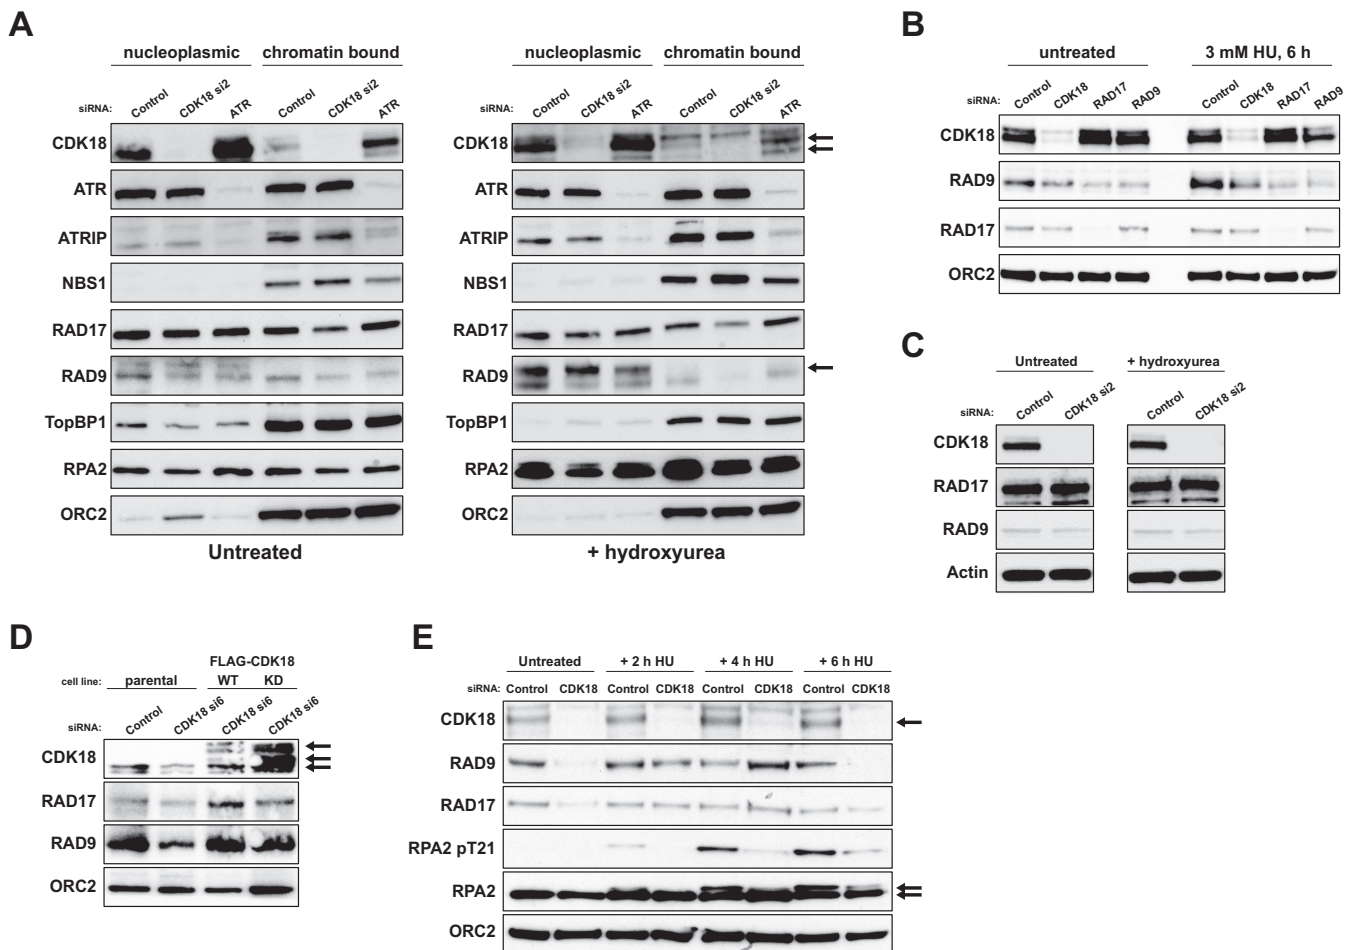 A
nucleoplasmic chromatin bound
siRNA: Control CDK18 si2 ATR Control CDK18 si2 ATR
CDK18
ATR
ATRIP
NBS1
RAD17
RAD9
TopBP1
RPA2
ORC2
Untreated
nucleoplasmic chromatin bound
siRNA: Control CDK18 si2 ATR Control CDK18 si2 ATR
CDK18
ATR
ATRIP
NBS1
RAD17
RAD9
TopBP1
RPA2
ORC2
+ hydroxyurea
B
untreated 3 mM HU, 6 h
siRNA: Control CDK18 RAD17 RAD9 Control CDK18 RAD17 RAD9
CDK18
RAD9
RAD17
ORC2
C
Untreated + hydroxyurea
siRNA: Control CDK18 si2 Control CDK18 si2
CDK18
RAD17
RAD9
Actin
D
FLAG-CDK18
cell line: parental WT KD
siRNA: Control CDK18 si6 CDK18 si6 CDK18 si6
CDK18
RAD17
RAD9
ORC2
E
Untreated + 2 h HU + 4 h HU + 6 h HU
siRNA: Control CDK18 Control CDK18 Control CDK18 Control CDK18
CDK18
RAD9
RAD17
RPA2 pT21
RPA2
ORC2